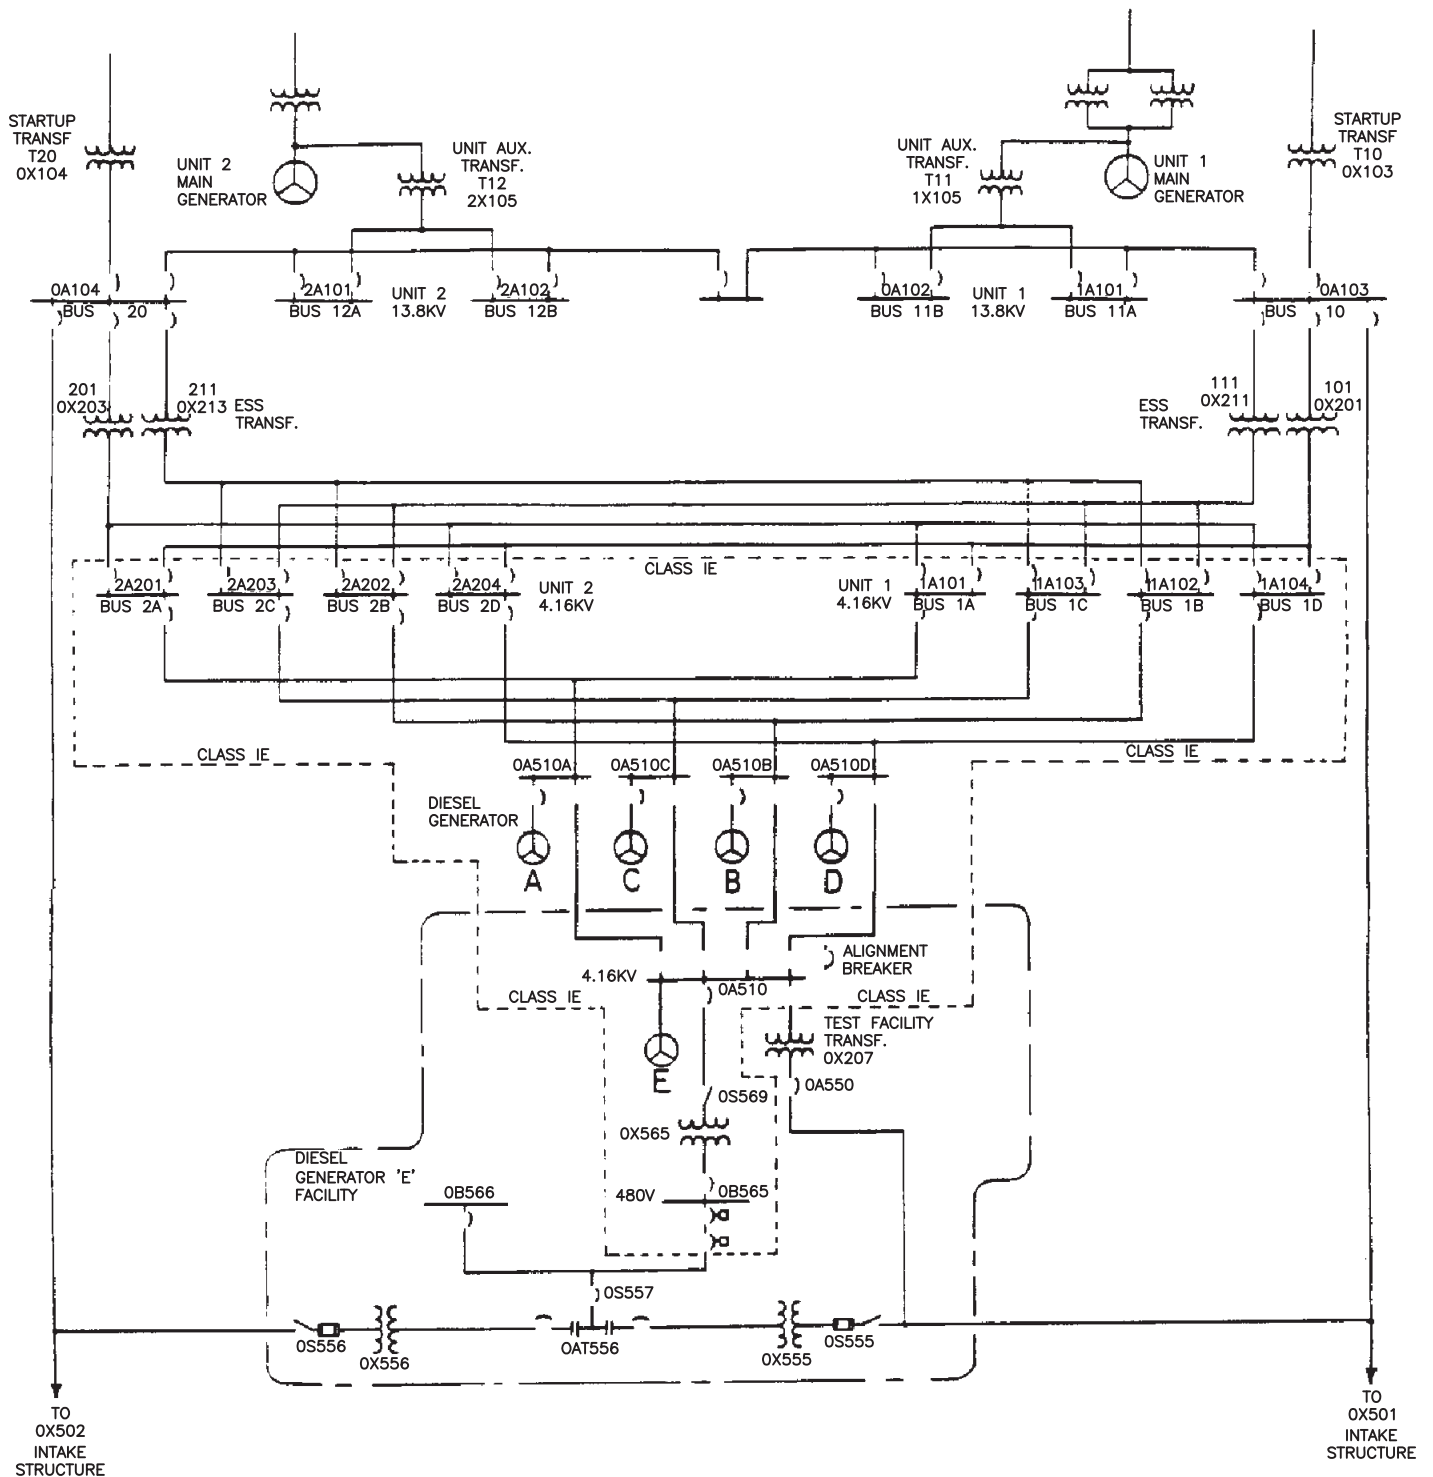 STARTUP
TRANSF
T20
0X104
UNIT 2
MAIN
GENERATOR
UNIT AUX.
TRANSF.
T12
2X105
UNIT AUX.
TRANSF.
T11
1X105
UNIT 1
MAIN
GENERATOR
STARTUP
TRANSF
T10
0X103
0A104
BUS 20
2A101
BUS 12A
UNIT 2
13.8KV
2A102
BUS 12B
0A102
BUS 11B
UNIT 1
13.8KV
1A101
BUS 11A
0A103
BUS 10
201
0X203
211
0X213
ESS
TRANSF.
ESS
TRANSF.
111
0X211
101
0X201
CLASS IE
2A201
BUS 2A
2A203
BUS 2C
2A202
BUS 2B
2A204
BUS 2D
UNIT 2
4.16KV
UNIT 1
4.16KV
1A101
BUS 1A
1A103
BUS 1C
1A102
BUS 1B
1A104
BUS 1D
CLASS IE
CLASS IE
0A510A
0A510C
0A510B
0A510D
DIESEL
GENERATOR
A
C
B
D
ALIGNMENT
BREAKER
4.16KV
0A510
CLASS IE
CLASS IE
E
TEST FACILITY
TRANSF.
0X207
0A550
0S569
0X565
DIESEL
GENERATOR 'E'
FACILITY
0B566
480V
0B565
0S557
0S556
0X556
0AT556
0X555
0S555
TO
0X502
INTAKE
STRUCTURE
TO
0X501
INTAKE
STRUCTURE